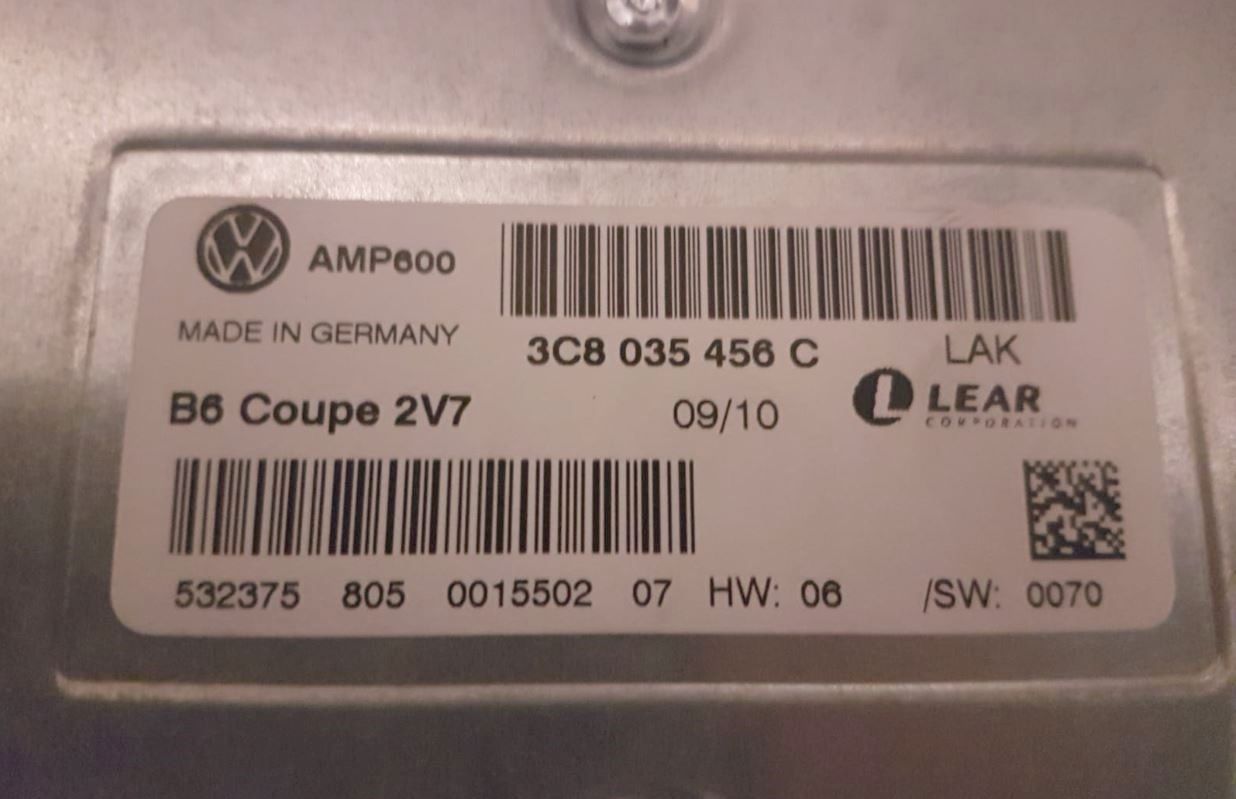 AMP600
MADE IN GERMANY
3C8 035 456 C
LAK
B6 Coupe 2V7
09/10
LEAR
CORPORATION
532375 805 0015502 07 HW: 06 /SW: 0070